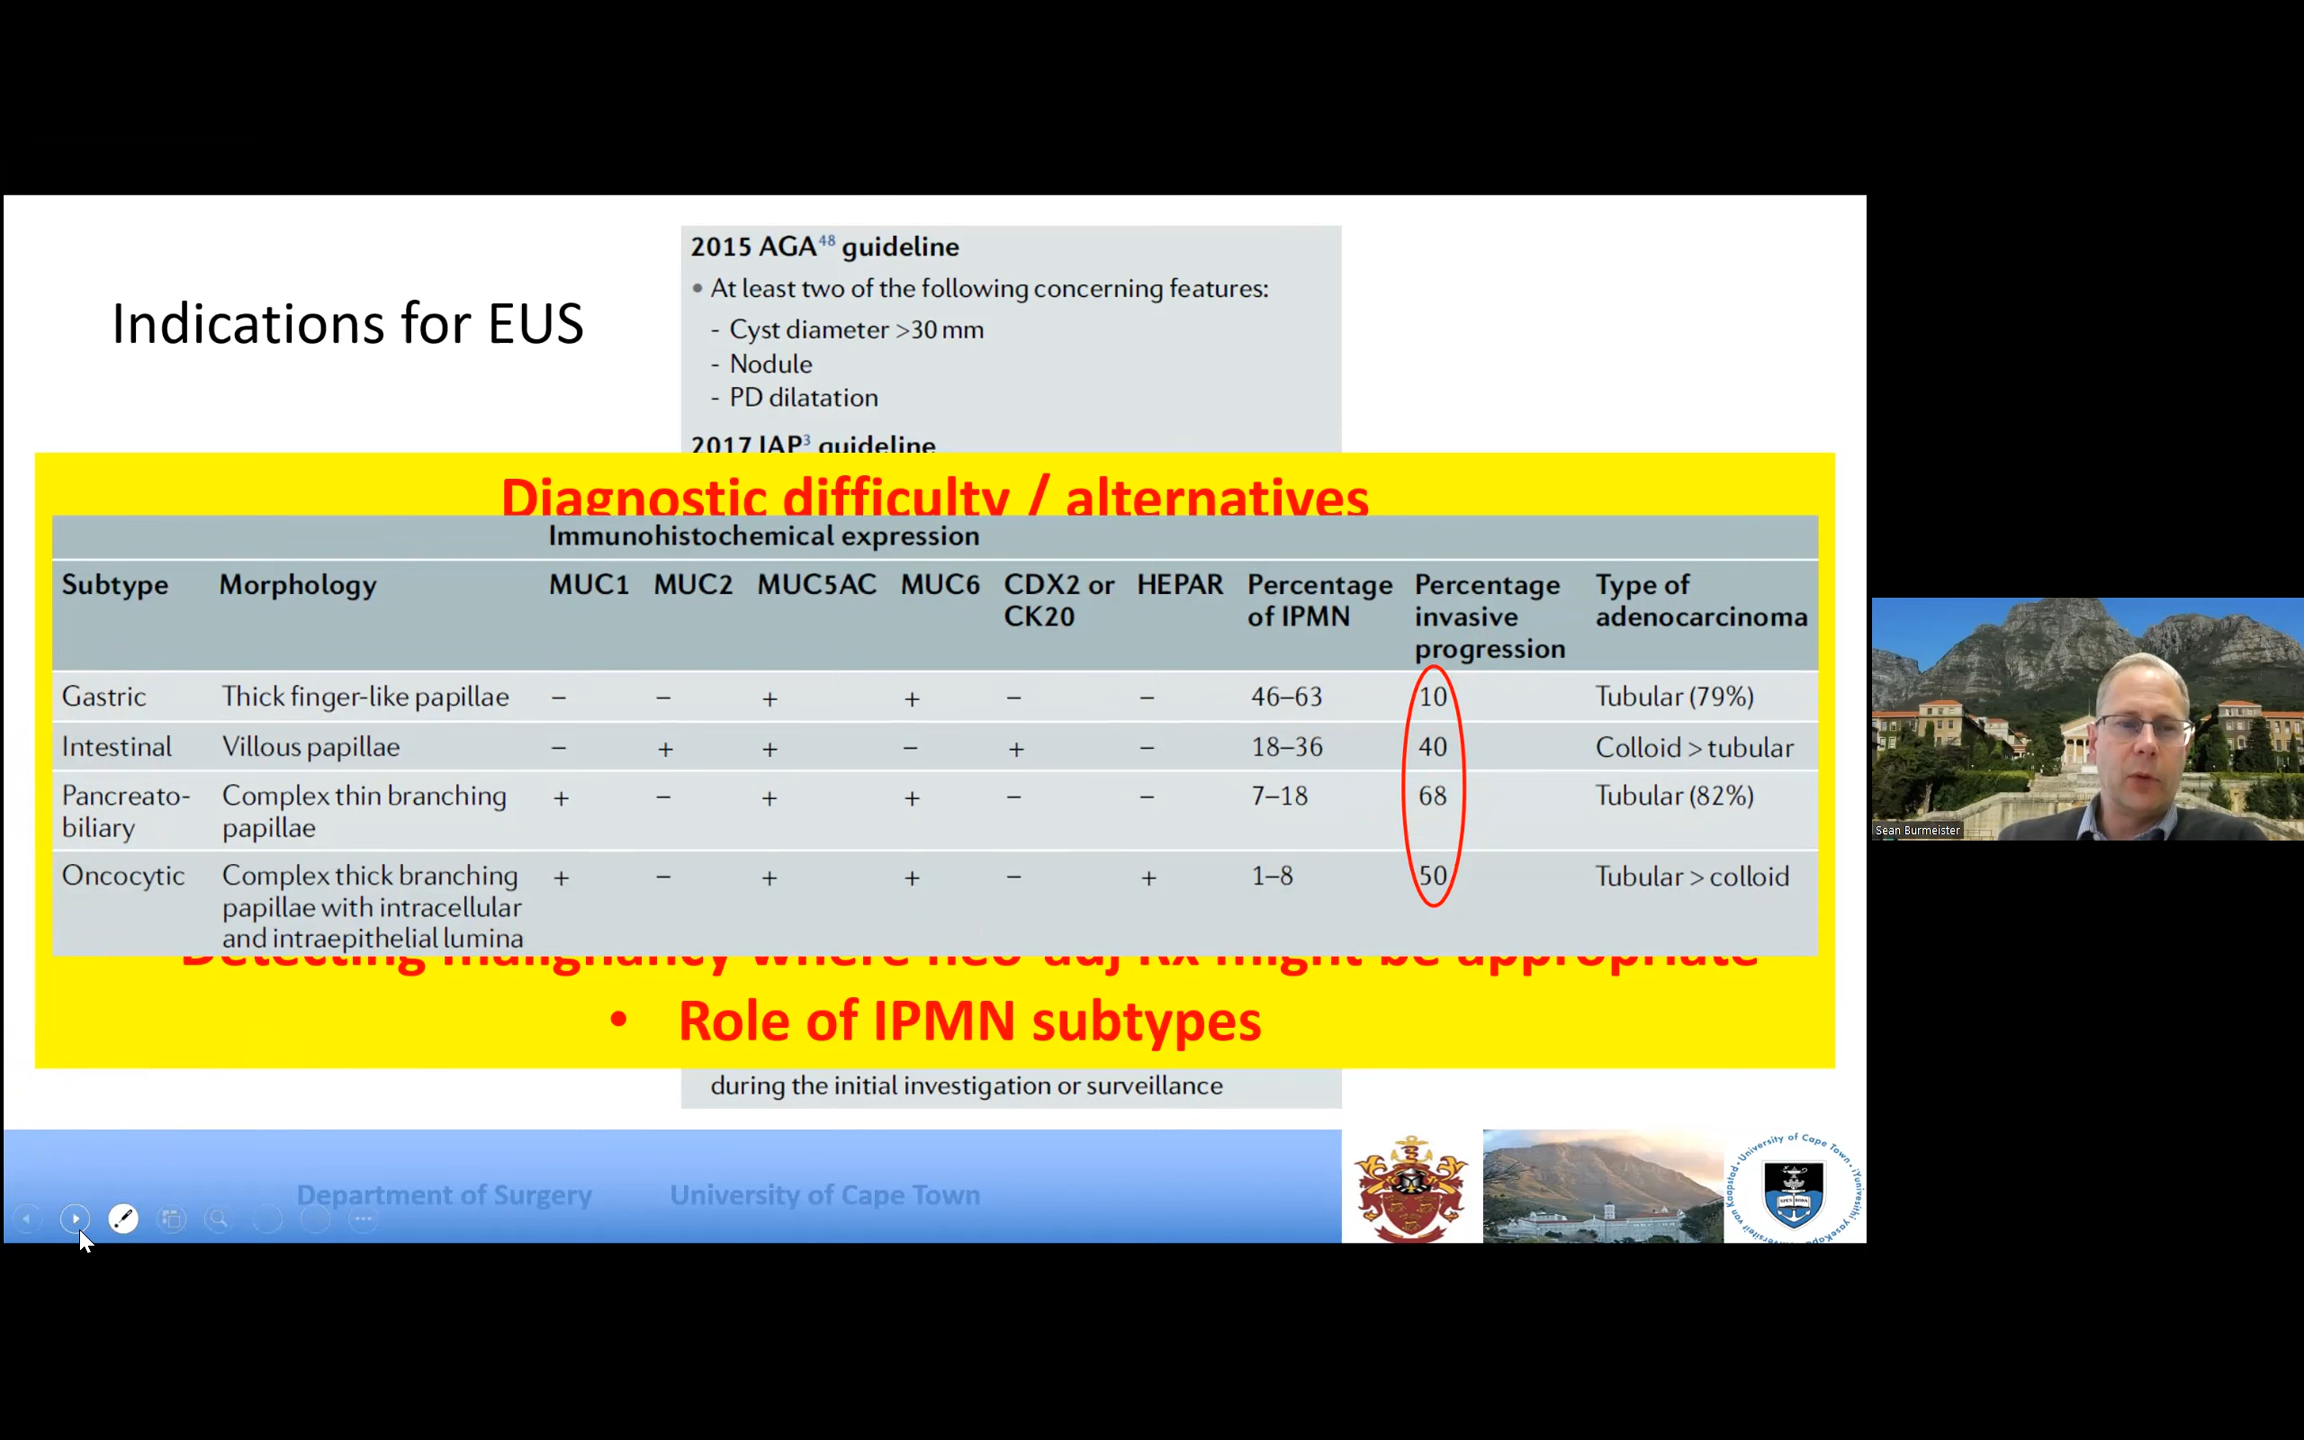 Indications for EUS
2015 AGA48 guideline
• At least two of the following concerning features:
- Cyst diameter >30 mm
- Nodule
- PD dilatation
2017 IAP3 guideline
Diagnostic difficulty / alternatives
Immunohistochemical expression
Subtype Morphology MUC1 MUC2 MUC5AC MUC6 CDX2 or CK20 HEPAR Percentage of IPMN Percentage invasive progression Type of adenocarcinoma
Gastric Thick finger-like papillae – – + + – – 46–63 10 Tubular (79%)
Intestinal Villous papillae – + + – + – 18–36 40 Colloid > tubular
Pancreato-biliary Complex thin branching papillae + – + + – – 7–18 68 Tubular (82%)
Oncocytic Complex thick branching papillae with intracellular and intraepithelial lumina + – + + – + 1–8 50 Tubular > colloid
Detecting malignancy where neo-adj Rx might be appropriate
• Role of IPMN subtypes
during the initial investigation or surveillance
Department of Surgery University of Cape Town
Sean Burmeister
University of Cape Town